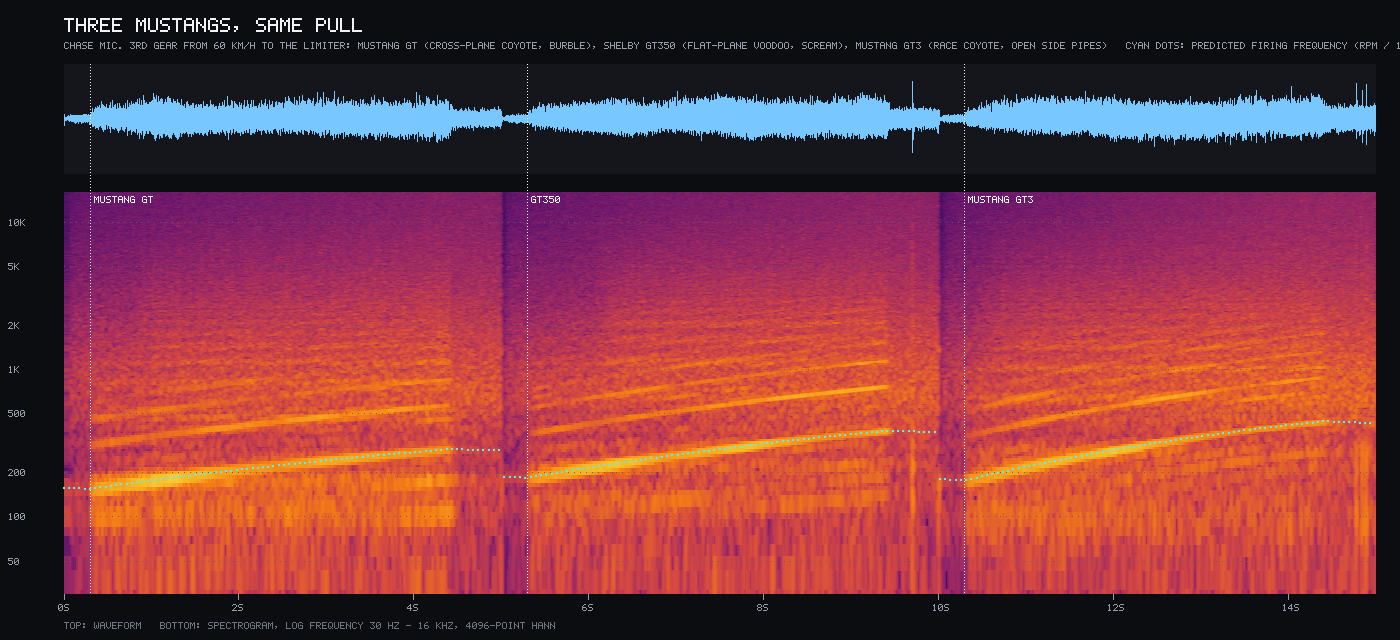 THREE MUSTANGS, SAME PULL
CHASE MIC. 3RD GEAR FROM 60 KM/H TO THE LIMITER: MUSTANG GT (CROSS-PLANE COYOTE, BURBLE), SHELBY GT350 (FLAT-PLANE VOODOO, SCREAM), MUSTANG GT3 (RACE COYOTE, OPEN SIDE PIPES) CYAN DOTS: PREDICTED FIRING FREQUENCY (RPM / 1
MUSTANG GT GT350 MUSTANG GT3
10K
5K
2K
1K
500
200
100
50
0S 2S 4S 6S 8S 10S 12S 14S
TOP: WAVEFORM BOTTOM: SPECTROGRAM, LOG FREQUENCY 30 HZ - 16 KHZ, 4096-POINT HANN